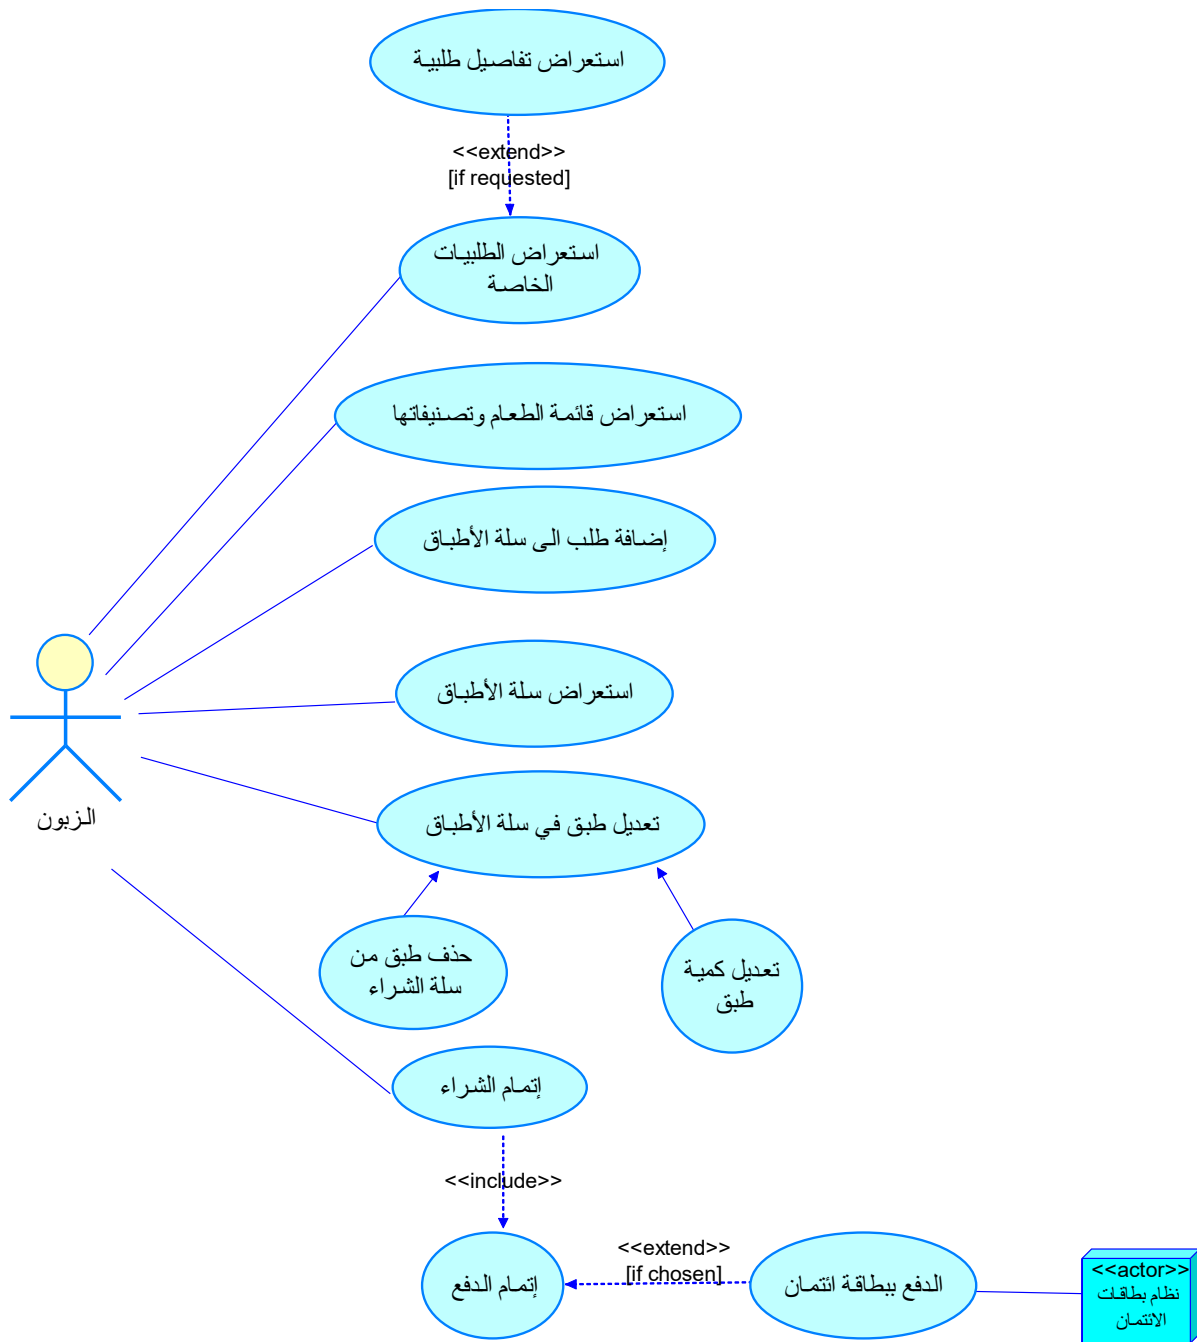 استعراض تفاصيل طلبية
<<extend>>
[if requested]
استعراض الطلبيات
الخاصة
استعراض قائمة الطعام وتصنيفاتها
إضافة طلب الى سلة الأطباق
استعراض سلة الأطباق
الزبون
تعديل طبق في سلة الأطباق
حذف طبق من
سلة الشراء
تعديل كمية
طبق
إتمام الشراء
<<include>>
إتمام الدفع
<<extend>>
[if chosen]
الدفع ببطاقة ائتمان
<<actor>>
نظام بطاقات
الائتمان